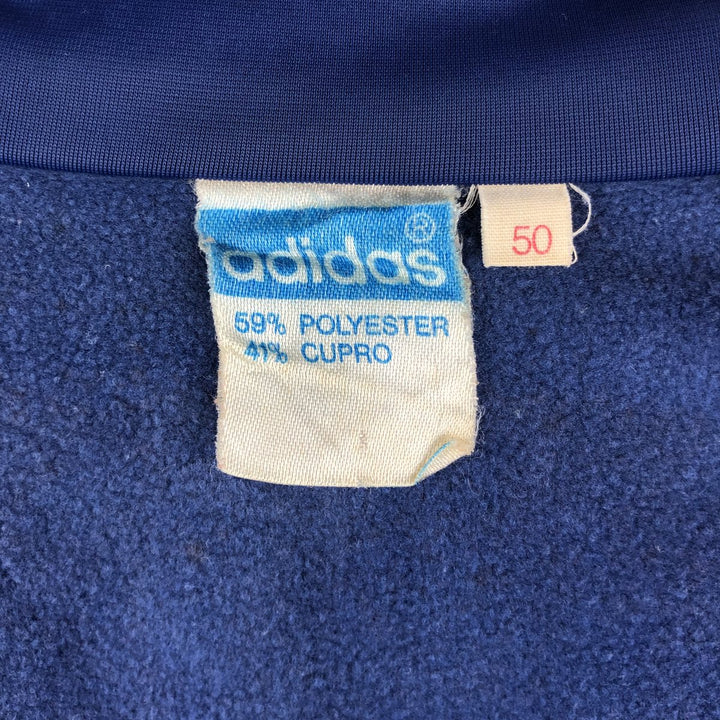 adidas®
59% POLYESTER
41% CUPRO
50